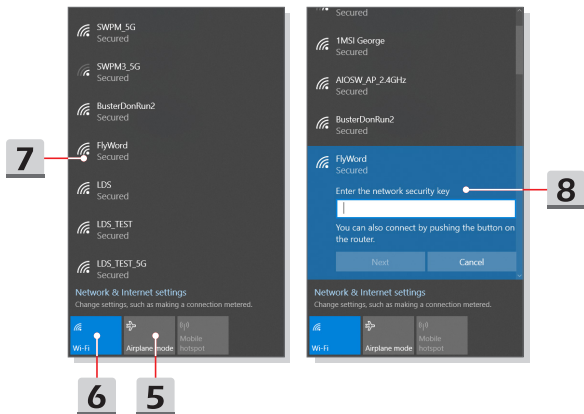 SWPM_5G
Secured
SWPM3_5G
Secured
BusterDonRun2
Secured
7
FlyWord
Secured
LDS
Secured
LDS_TEST
Secured
LDS_TEST_5G
Secured
Network & Internet settings
Change settings, such as making a connection metered.
Wi-Fi
Airplane mode
Mobile
hotspot
6
5
Secured
1MSI George
Secured
AIOSW_AP_2.4GHz
Secured
BusterDonRun2
Secured
FlyWord
Secured
Enter the network security key
8
You can also connect by pushing the button on
the router.
Next
Cancel
Network & Internet settings
Change settings, such as making a connection metered.
Wi-Fi
Airplane mode
Mobile
hotspot